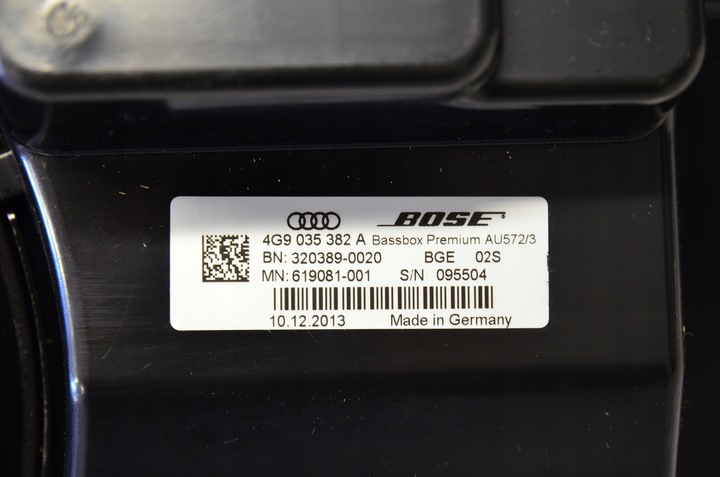 BOSE
4G9 035 382 A Bassbox Premium AU572/3
BN: 320389-0020 BGE 02S
MN: 619081-001 S/N 095504
10.12.2013 Made in Germany